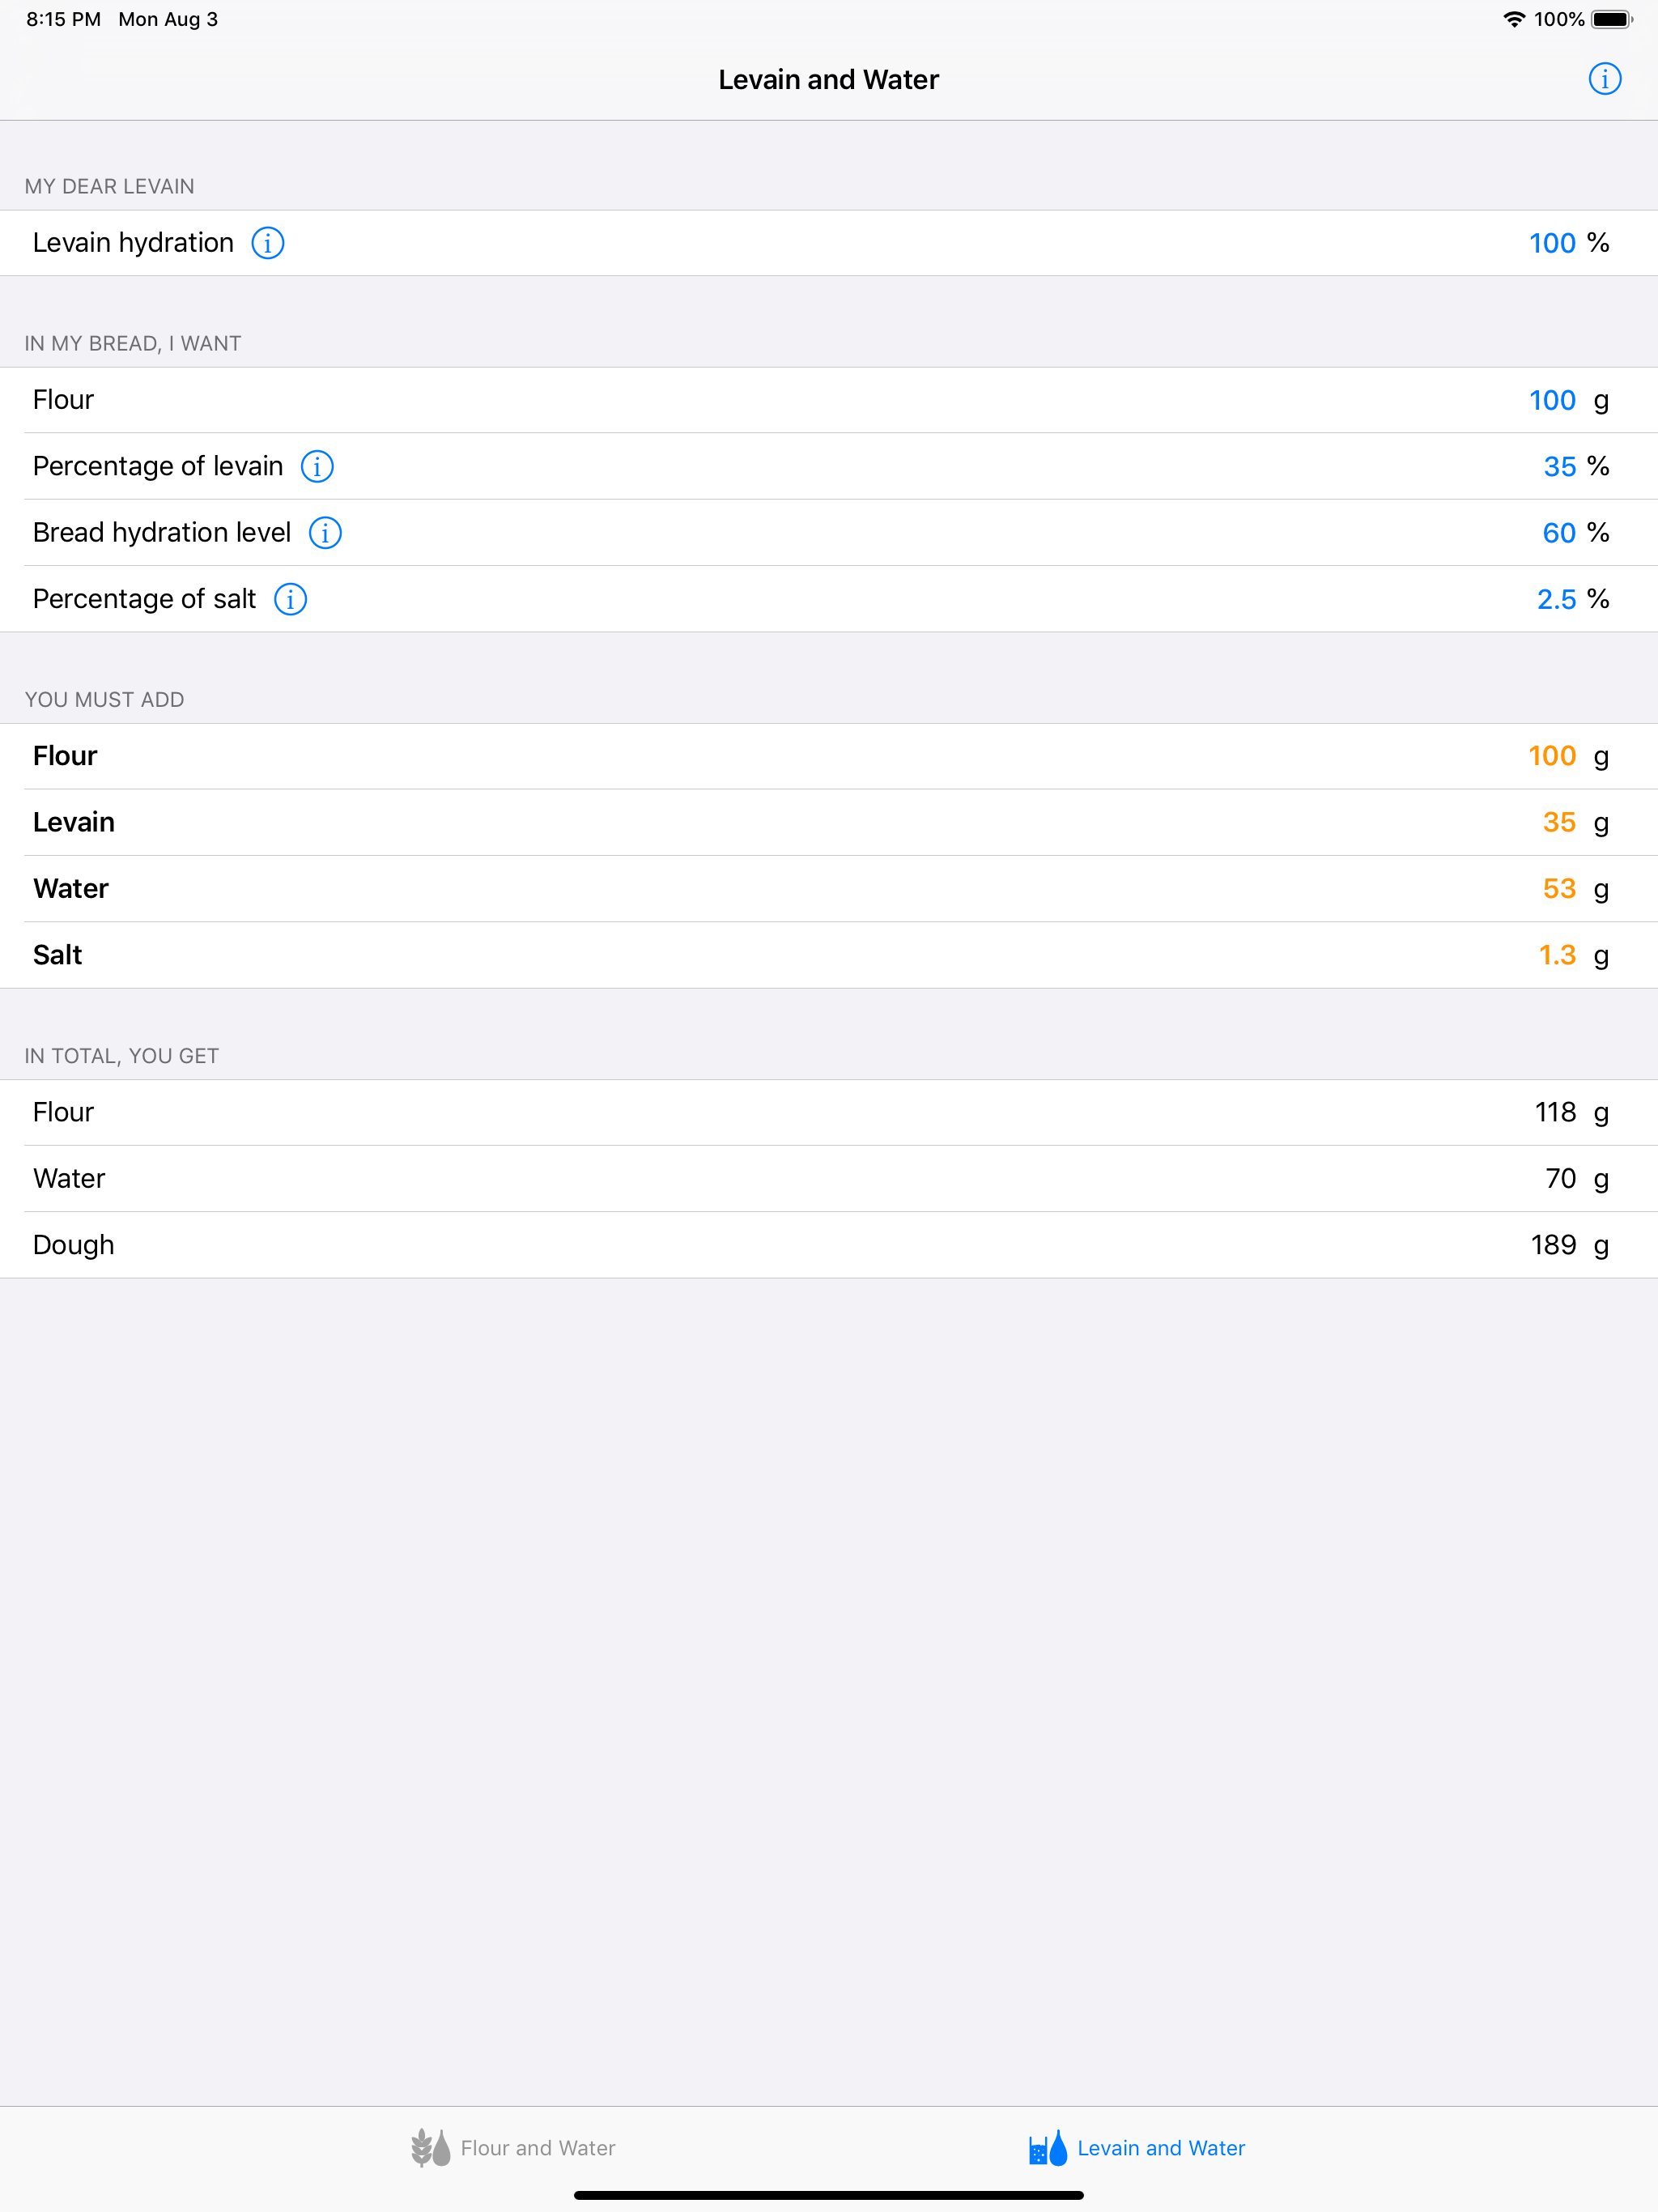 8:15 PM Mon Aug 3 100%
Levain and Water
MY DEAR LEVAIN
Levain hydration 100 %
IN MY BREAD, I WANT
Flour 100 g
Percentage of levain 35 %
Bread hydration level 60 %
Percentage of salt 2.5 %
YOU MUST ADD
Flour 100 g
Levain 35 g
Water 53 g
Salt 1.3 g
IN TOTAL, YOU GET
Flour 118 g
Water 70 g
Dough 189 g
Flour and Water Levain and Water